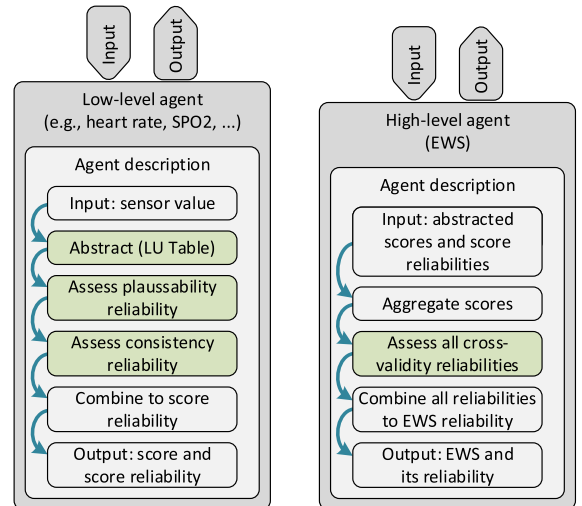 Input
Output
Low-level agent
(e.g., heart rate, SPO2, ...)
Agent description
Input: sensor value
Abstract (LU Table)
Assess plaussability
reliability
Assess consistency
reliability
Combine to score
reliability
Output: score and
score reliability
Input
Output
High-level agent
(EWS)
Agent description
Input: abstracted
scores and score
reliabilities
Aggregate scores
Assess all cross-
validity reliabilities
Combine all reliabilities
to EWS reliability
Output: EWS and
its reliability